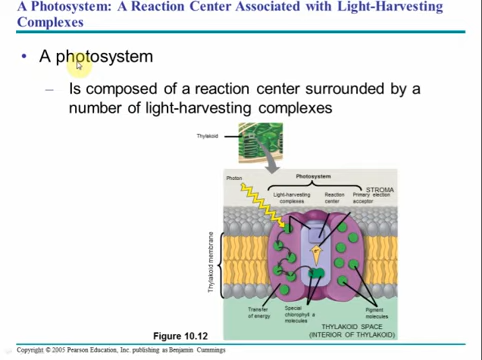 A Photosystem: A Reaction Center Associated with Light-Harvesting
Complexes
• A photosystem
– Is composed of a reaction center surrounded by a
number of light-harvesting complexes
Thylakoid
Photosystem
Photon
STROMA
Light-harvesting
complexes
Reaction
center
Primary electron
acceptor
Thylakoid membrane
e–
Transfer
of energy
Special
chlorophyll a
molecules
Pigment
molecules
THYLAKOID SPACE
(INTERIOR OF THYLAKOID)
Figure 10.12
Copyright © 2005 Pearson Education, Inc. publishing as Benjamin Cummings